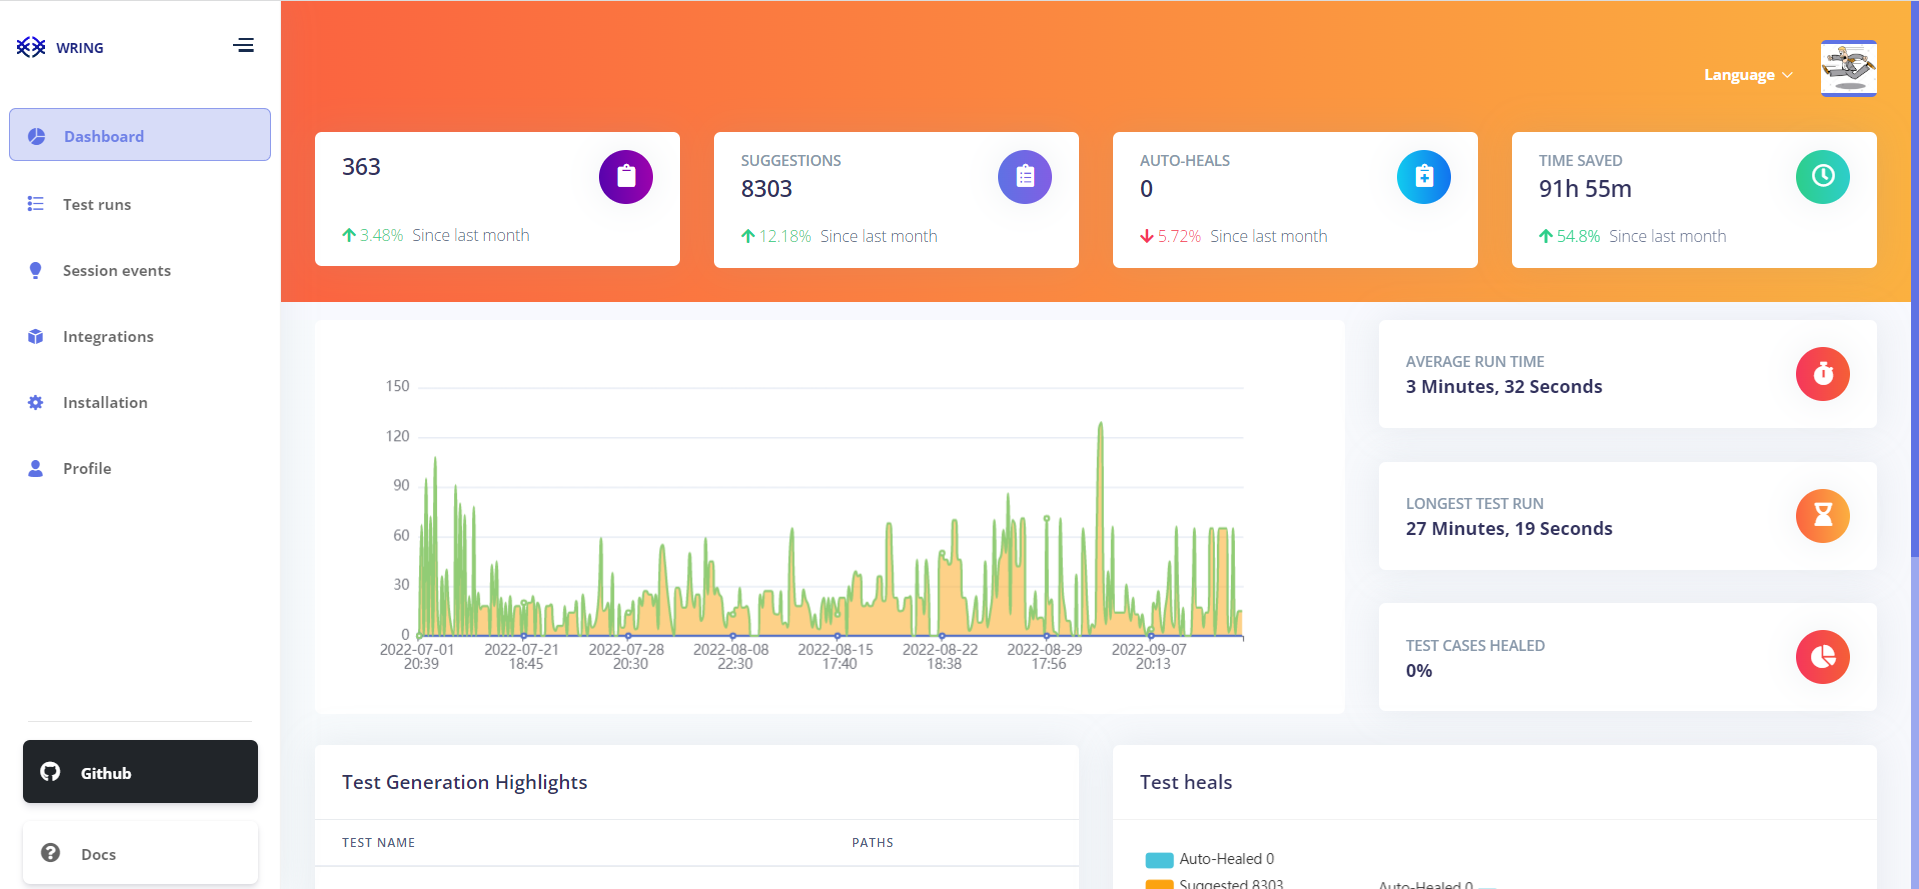 WRING
Dashboard
Test runs
Session events
Integrations
Installation
Profile
Github
Docs
Language
363
3.48% Since last month
SUGGESTIONS
8303
12.18% Since last month
AUTO-HEALS
0
5.72% Since last month
TIME SAVED
91h 55m
54.8% Since last month
150
120
90
60
30
0
2022-07-01 2022-07-21 2022-07-28 2022-08-08 2022-08-15 2022-08-22 2022-08-29 2022-09-07
20:39 18:45 20:30 22:30 17:40 18:38 17:56 20:13
AVERAGE RUN TIME
3 Minutes, 32 Seconds
LONGEST TEST RUN
27 Minutes, 19 Seconds
TEST CASES HEALED
0%
Test Generation Highlights
TEST NAME PATHS
Test heals
Auto-Healed 0
Suggested 8303
Auto-Healed 0